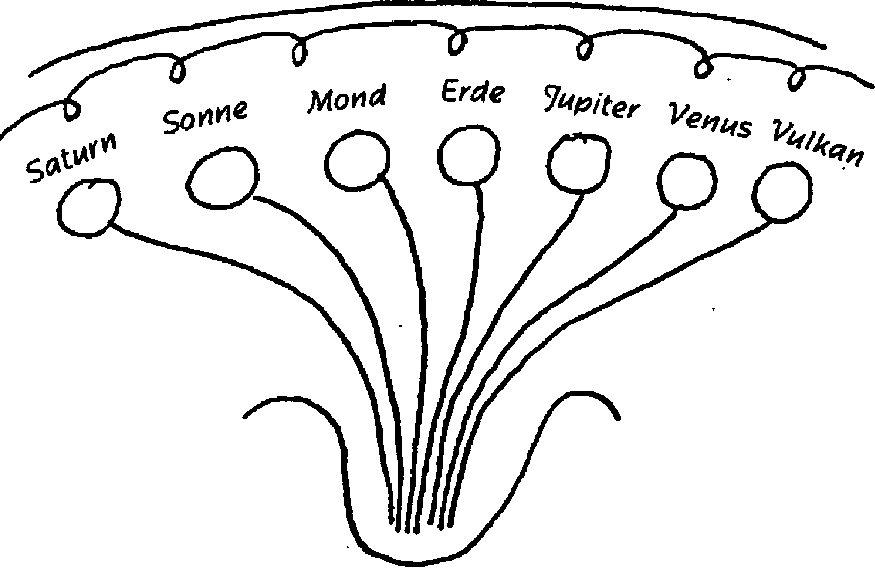 Saturn
Sonne
Mond
Erde
Jupiter
Venus
Vulkan